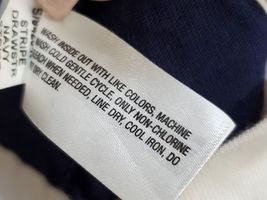 STRIPE
DRAWSTR
NAVY
WASH INSIDE OUT WITH LIKE COLORS, MACHINE
WASH COLD GENTLE CYCLE, ONLY NON-CHLORINE
BLEACH WHEN NEEDED, LINE DRY, COOL IRON, DO
NOT DRY CLEAN.